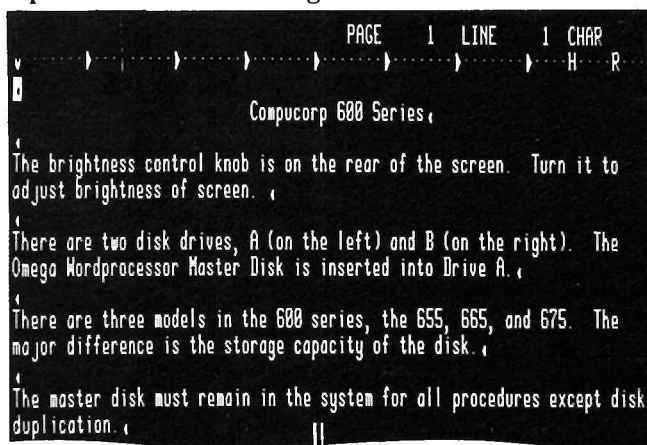 PAGE 1 LINE 1 CHAR
H R
Compucorp 600 Series
The brightness control knob is on the rear of the screen. Turn it to
adjust brightness of screen.
There are two disk drives, A (on the left) and B (on the right). The
Omega Wordprocessor Master Disk is inserted into Drive A.
There are three models in the 600 series, the 655, 665, and 675. The
major difference is the storage capacity of the disk.
The master disk must remain in the system for all procedures except disk
duplication.